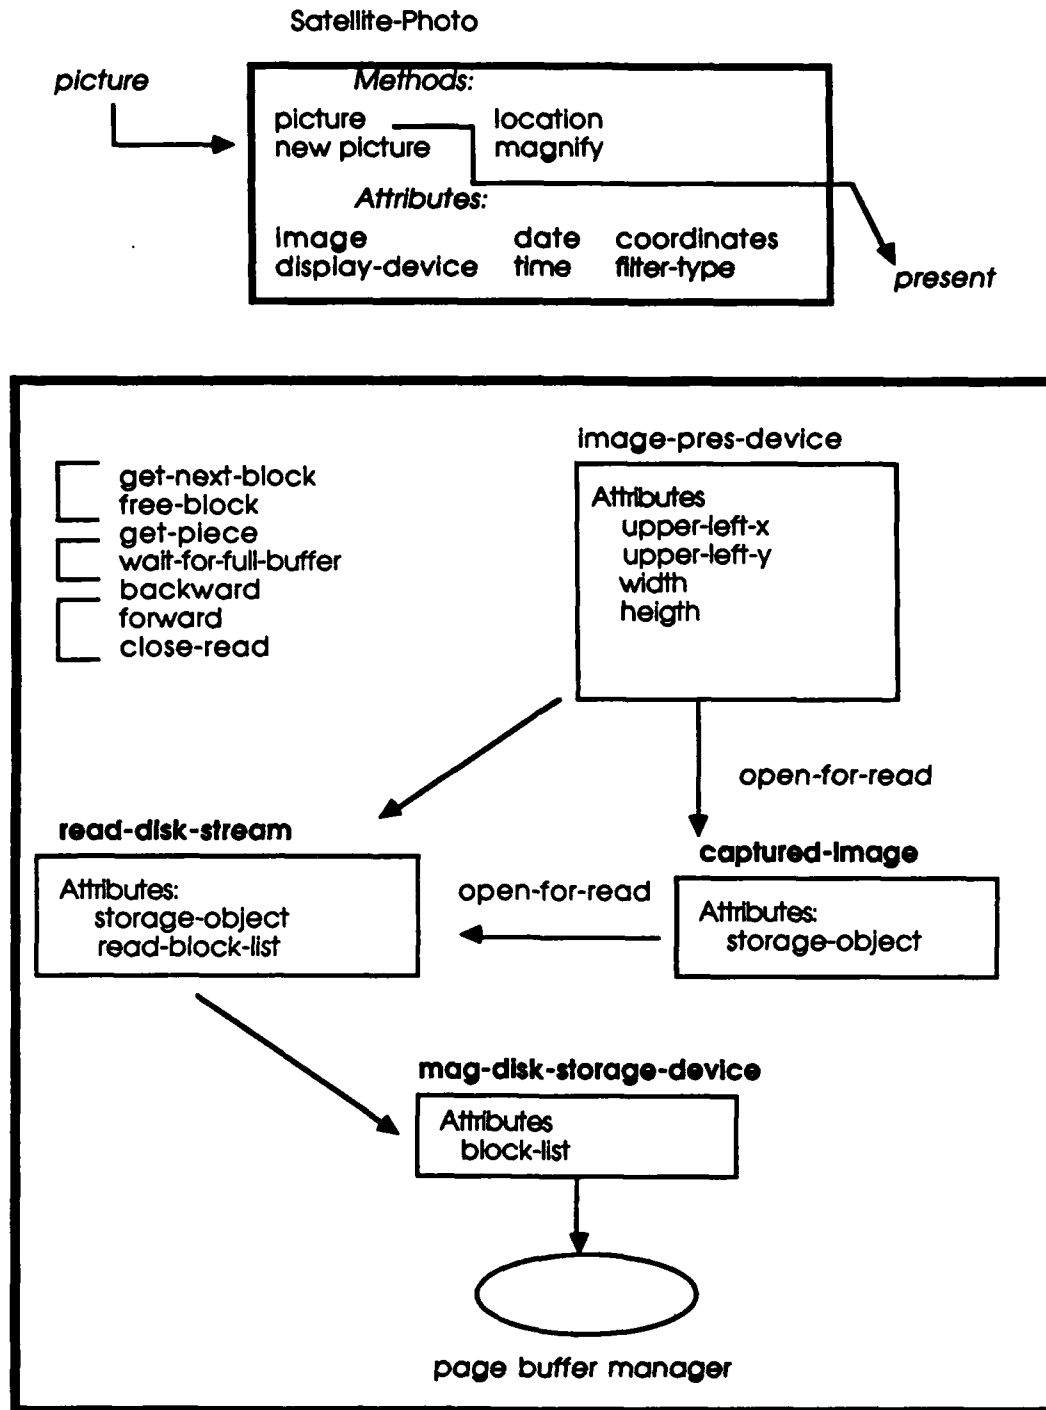 Satellite-Photo
picture
Methods:
picture location
new picture magnify
Attributes:
image date coordinates
display-device time filter-type
present
image-pres-device
get-next-block
free-block
get-piece
wait-for-full-buffer
backward
forward
close-read
Attributes
upper-left-x
upper-left-y
width
heigth
open-for-read
read-disk-stream
captured-image
Attributes:
storage-object
read-block-list
open-for-read
Attributes:
storage-object
mag-disk-storage-device
Attributes
block-list
page buffer manager